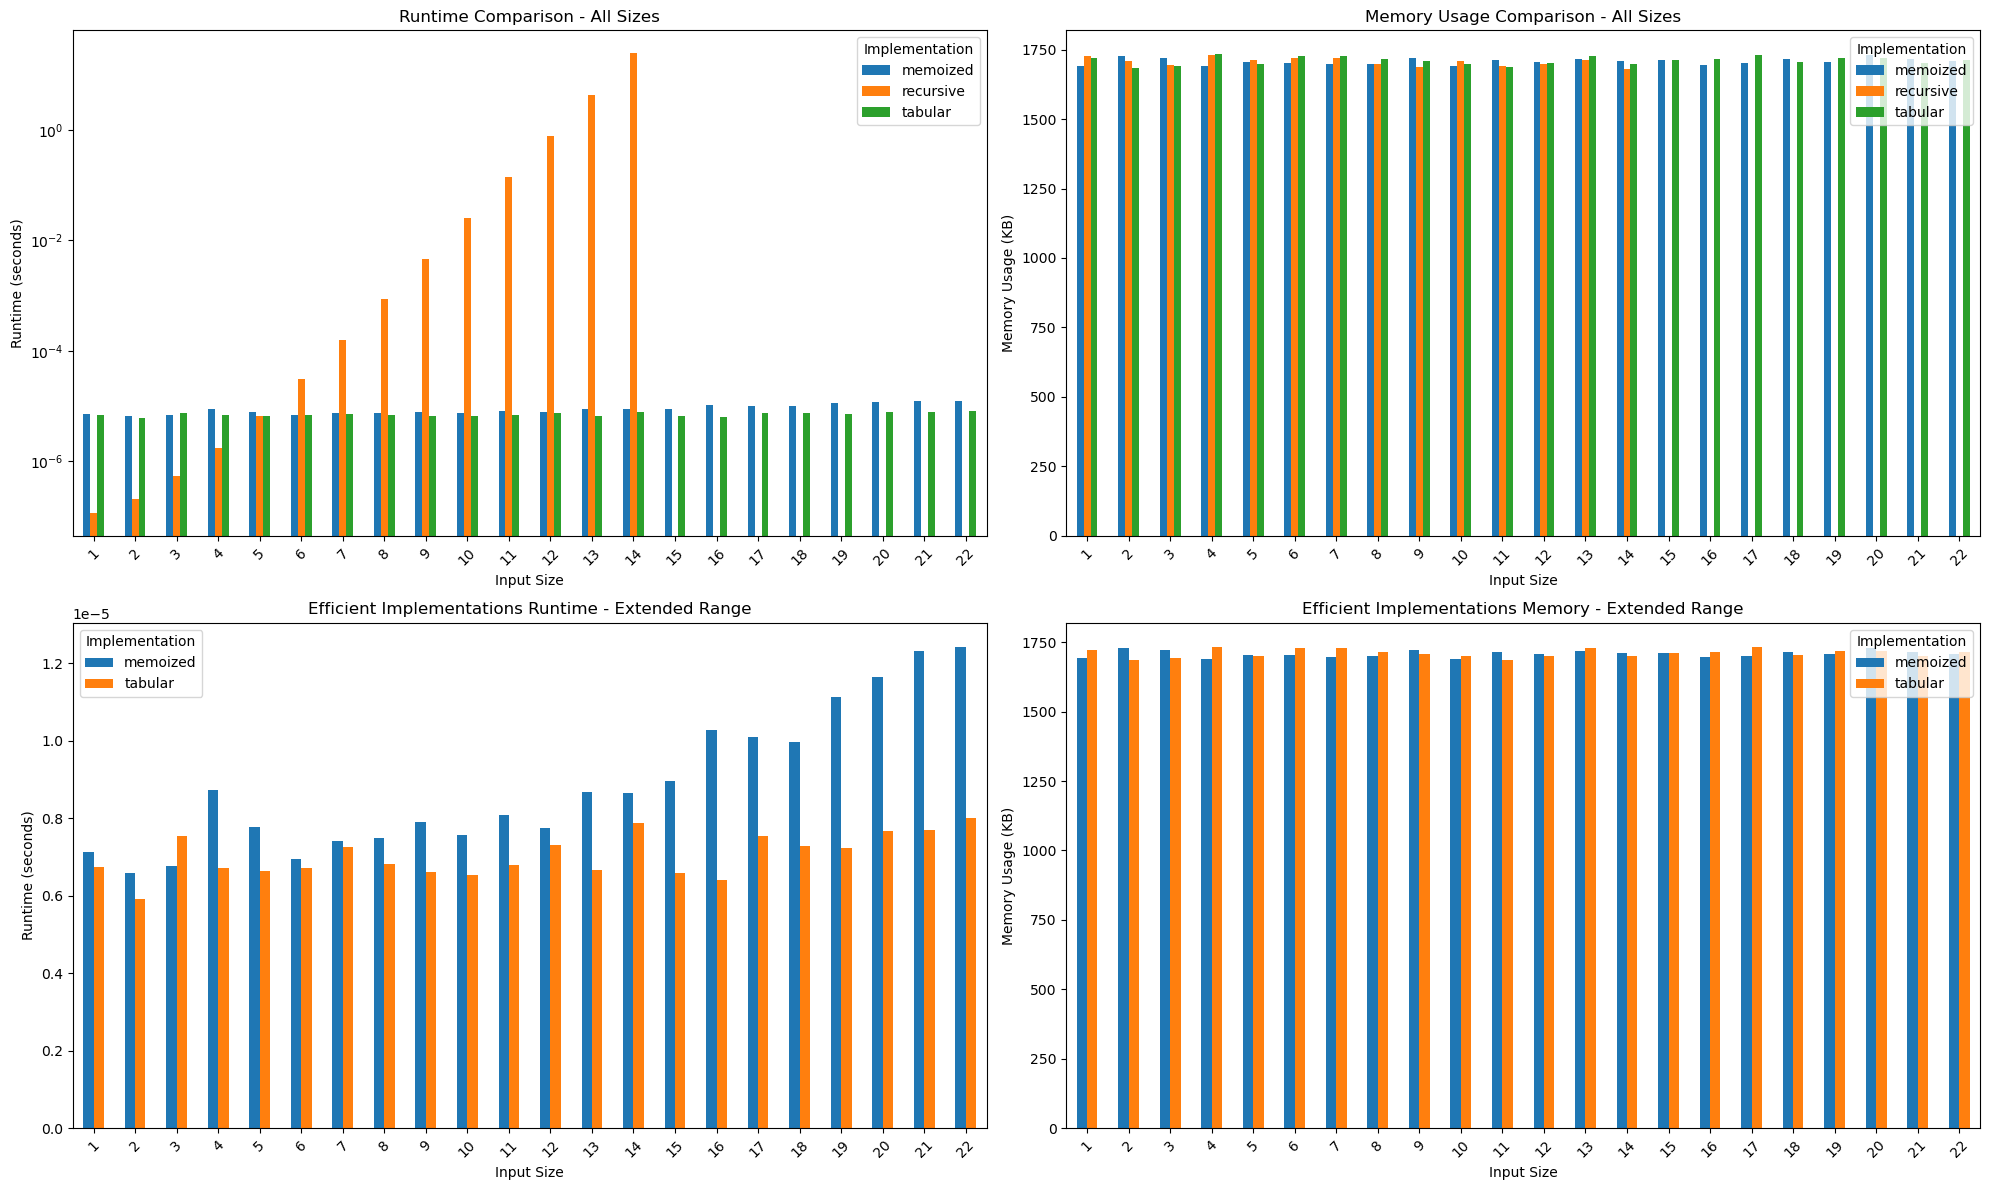 Runtime Comparison - All Sizes
Implementation
memoized
recursive
tabular
Runtime (seconds)
10⁰
10⁻²
10⁻⁴
10⁻⁶
1 2 3 4 5 6 7 8 9 10 11 12 13 14 15 16 17 18 19 20 21 22
Input Size
Memory Usage Comparison - All Sizes
Implementation
memoized
recursive
tabular
Memory Usage (KB)
1750
1500
1250
1000
750
500
250
0
1 2 3 4 5 6 7 8 9 10 11 12 13 14 15 16 17 18 19 20 21 22
Input Size
Efficient Implementations Runtime - Extended Range
1e−5
Implementation
memoized
tabular
Runtime (seconds)
1.2
1.0
0.8
0.6
0.4
0.2
0.0
1 2 3 4 5 6 7 8 9 10 11 12 13 14 15 16 17 18 19 20 21 22
Input Size
Efficient Implementations Memory - Extended Range
Implementation
memoized
tabular
Memory Usage (KB)
1750
1500
1250
1000
750
500
250
0
1 2 3 4 5 6 7 8 9 10 11 12 13 14 15 16 17 18 19 20 21 22
Input Size